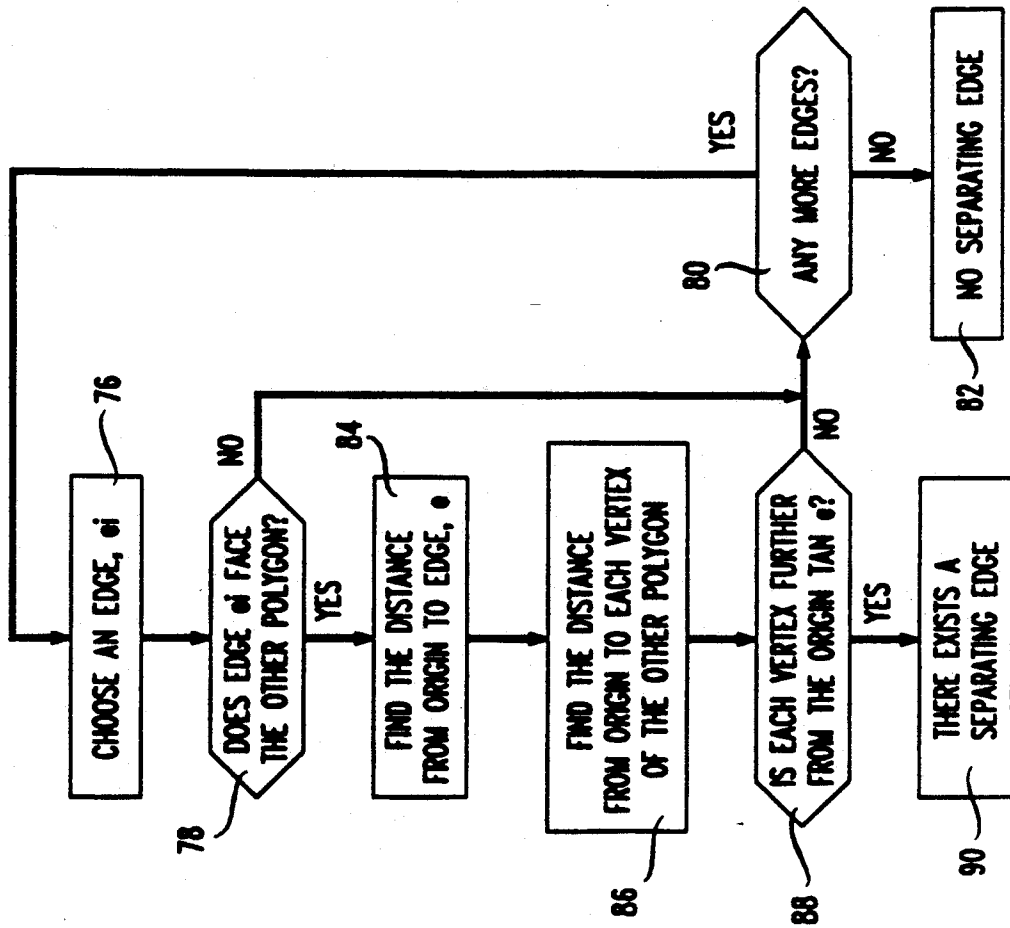 76
CHOOSE AN EDGE, ei
78
DOES EDGE ei FACE
THE OTHER POLYGON?
NO
YES
84
FIND THE DISTANCE
FROM ORIGIN TO EDGE, e
86
FIND THE DISTANCE
FROM ORIGIN TO EACH VERTEX
OF THE OTHER POLYGON
88
IS EACH VERTEX FURTHER
FROM THE ORIGIN TAN e?
NO
YES
90
THERE EXISTS A
SEPARATING EDGE
80
ANY MORE EDGES?
YES
NO
82
NO SEPARATING EDGE